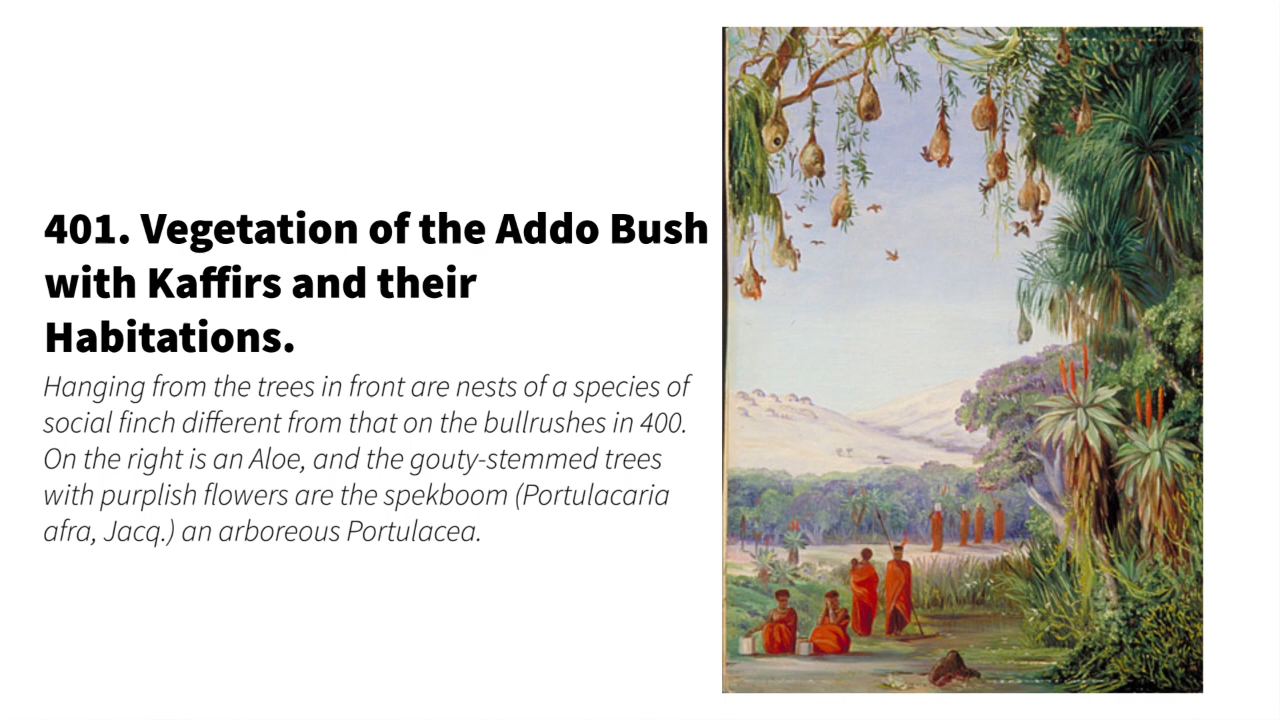 401. Vegetation of the Addo Bush
with Kaffirs and their
Habitations.
Hanging from the trees in front are nests of a species of
social finch different from that on the bullrushes in 400.
On the right is an Aloe, and the gouty-stemmed trees
with purplish flowers are the spekboom (Portulacaria
afra, Jacq.) an arboreous Portulacea.